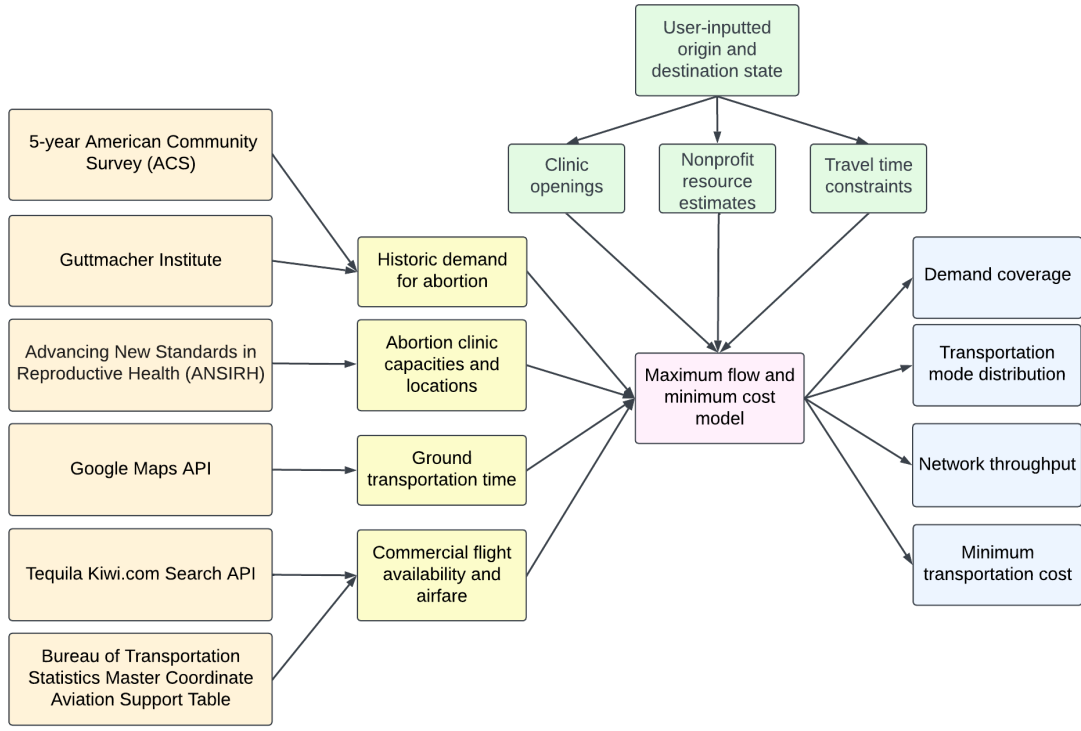 User-inputted
origin and
destination state
Clinic
openings
Nonprofit
resource
estimates
Travel time
constraints
5-year American Community
Survey (ACS)
Guttmacher Institute
Advancing New Standards in
Reproductive Health (ANSIRH)
Google Maps API
Tequila Kiwi.com Search API
Bureau of Transportation
Statistics Master Coordinate
Aviation Support Table
Historic demand
for abortion
Abortion clinic
capacities and
locations
Ground
transportation time
Commercial flight
availability and
airfare
Maximum flow and
minimum cost
model
Demand coverage
Transportation
mode distribution
Network throughput
Minimum
transportation cost